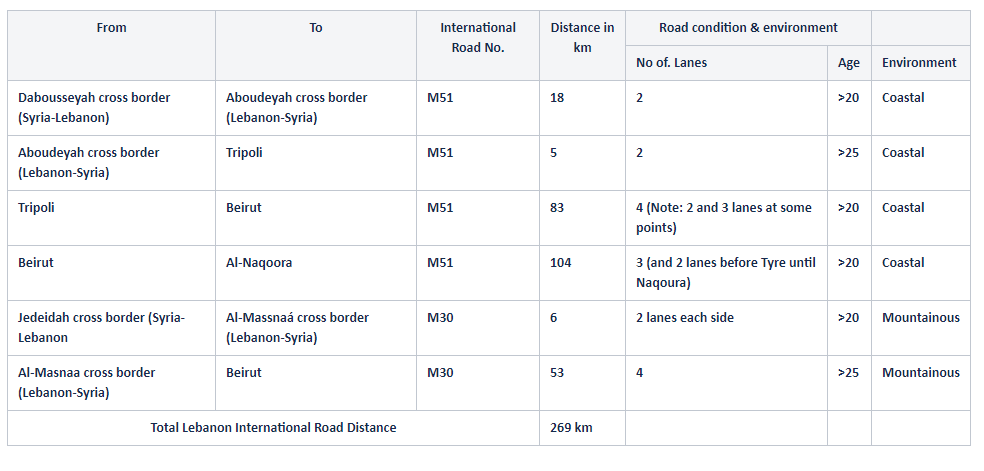 From To International Distance in Road condition & environment
Road No. km
No of. Lanes Age Environment
Dabousseyah cross border Aboudeyah cross border M51 18 2 >20 Coastal
(Syria-Lebanon) (Lebanon-Syria)
Aboudeyah cross border Tripoli M51 5 2 >25 Coastal
(Lebanon-Syria)
Tripoli Beirut M51 83 4 (Note: 2 and 3 lanes at some >20 Coastal
points)
Beirut Al-Naqoora M51 104 3 (and 2 lanes before Tyre until >20 Coastal
Naqoura)
Jedeidah cross border (Syria- Al-Massnaá cross border M30 6 2 lanes each side >20 Mountainous
Lebanon (Lebanon-Syria)
Al-Masnaa cross border Beirut M30 53 4 >25 Mountainous
(Lebanon-Syria)
Total Lebanon International Road Distance 269 km